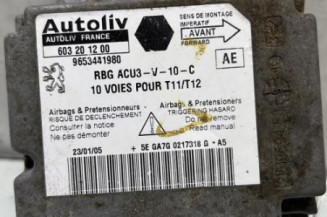 Autoliv
AUTOLIV FRANCE
603 20 12 00
9653441980
SENS DE MONTAGE
IMPERATIF
AVANT
FORWARD
RBG ACU3-V-10-C
AE
10 VOIES POUR T11/T12
Airbags & Pretensionneurs
Airbags & Pretensioners
RISQUE DE DECLENCHEMENT
TRIGGERING HASARD
Consulter la notice
Do not remove
Ne pas démonter
Read manual
23/01/05
+ 5E GA7G 0217318 G - A5